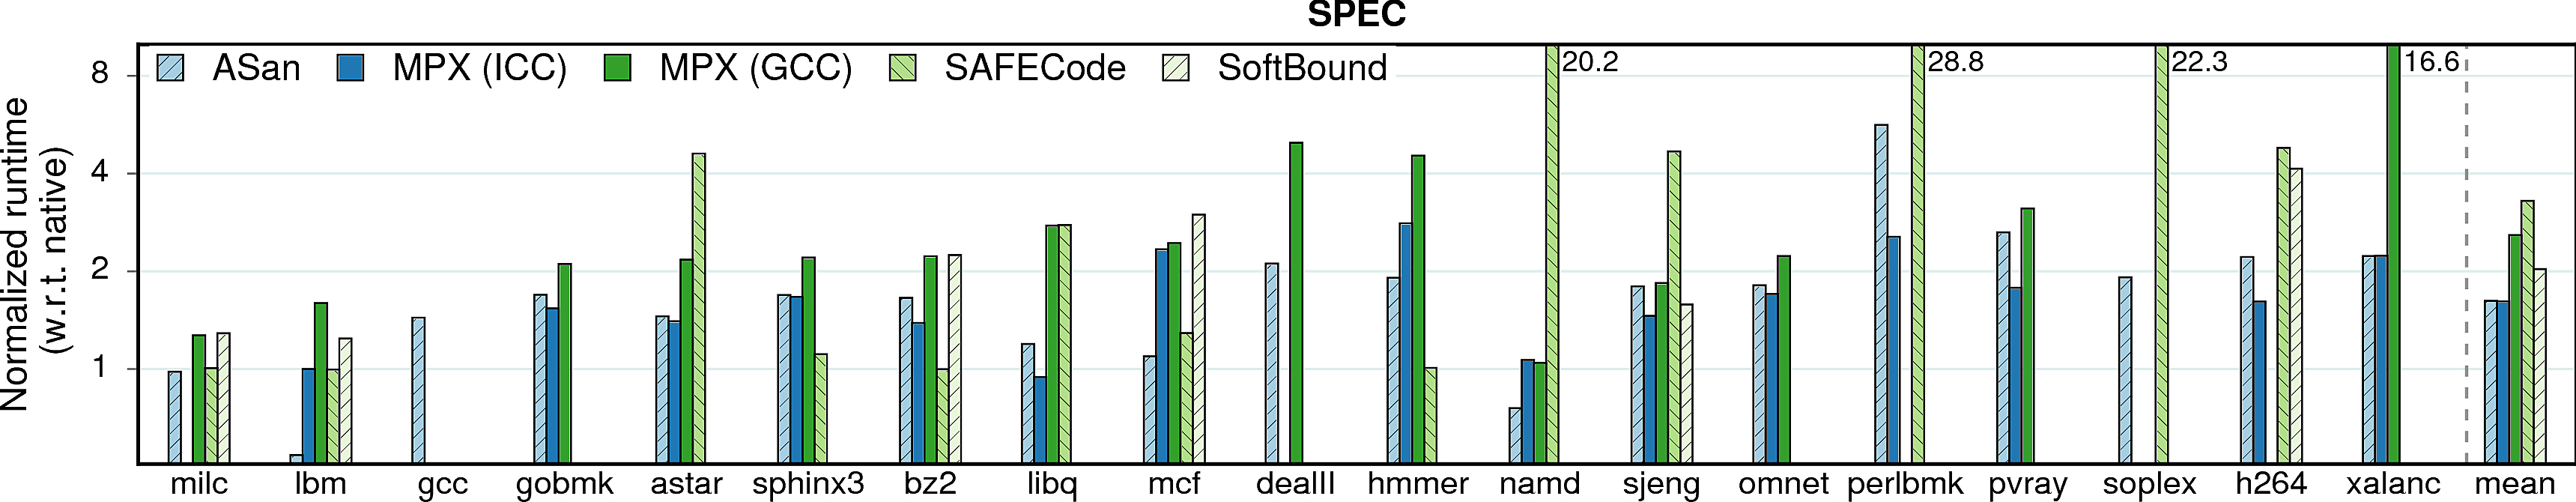 SPEC
ASan MPX (ICC) MPX (GCC) SAFECode SoftBound
20.2 28.8 22.3 16.6
Normalized runtime
(w.r.t. native)
8
4
2
1
milc lbm gcc gobmk astar sphinx3 bz2 libq mcf dealII hmmer namd sjeng omnet perlbmk pvray soplex h264 xalanc mean